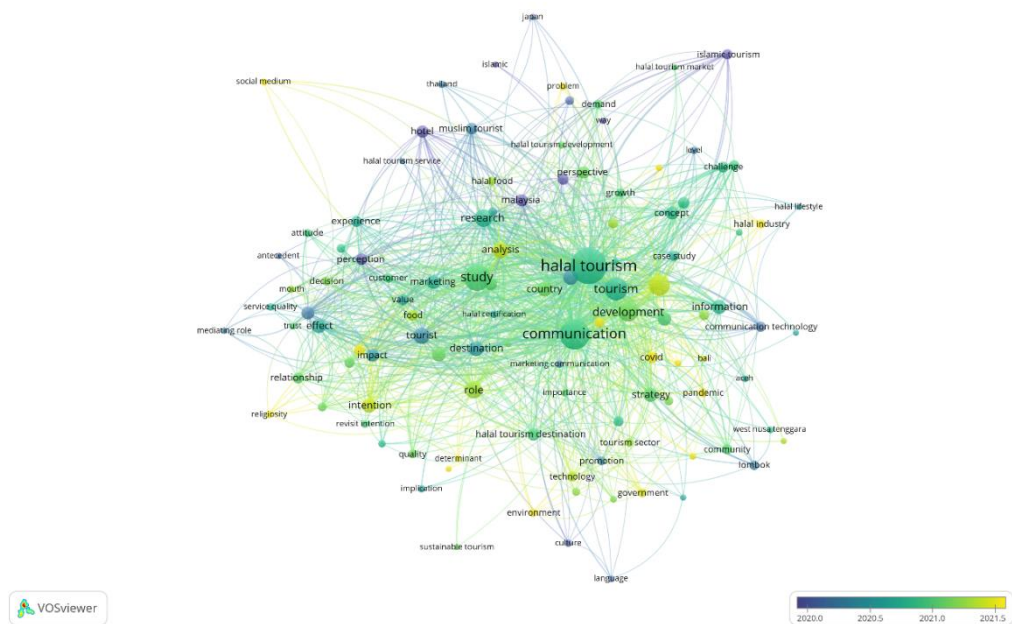 japan
islamic tourism
islamic
halal tourism market
social medium
thailand
problem
demand
way
hotel
muslim tourist
halal tourism development
level
halal tourism service
challenge
perspective
halal food
growth
malaysia
halal lifestyle
research
concept
experience
halal industry
attitude
analysis
antecedent
perception
case study
halal tourism
decision
customer
marketing
study
country
tourism
mouth
value
service quality
food
halal certification
development
information
trust
effect
communication technology
mediating role
tourist
communication
impact
destination
covid
bali
marketing communication
relationship
aceh
importance
strategy
pandemic
role
intention
religiosity
revisit intention
west nusa tenggara
halal tourism destination
tourism sector
community
quality
determinant
promotion
lombok
technology
implication
government
environment
culture
sustainable tourism
language
VOSviewer
2020.0 2020.5 2021.0 2021.5